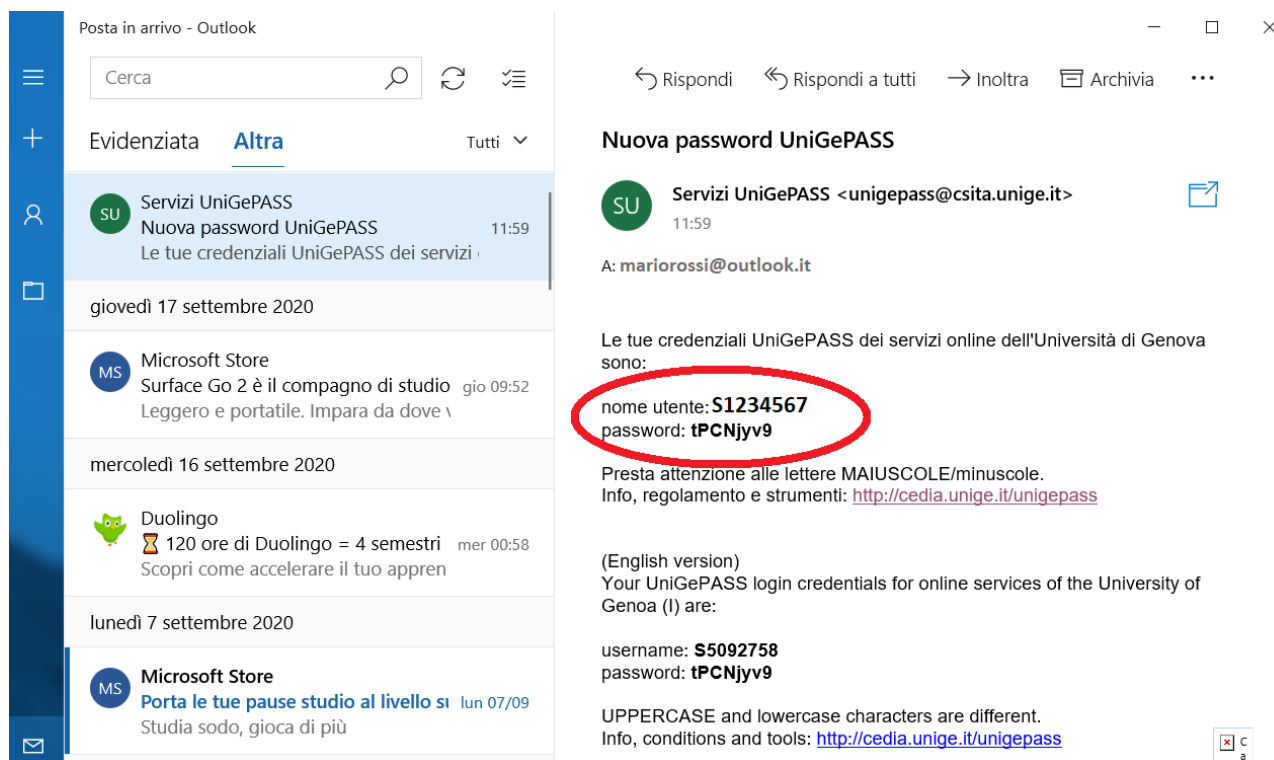 Posta in arrivo - Outlook
Cerca
Evidenziata Altra Tutti
SU
Servizi UniGePASS
Nuova password UniGePASS 11:59
Le tue credenziali UniGePASS dei servizi
giovedì 17 settembre 2020
MS
Microsoft Store
Surface Go 2 è il compagno di studio gio 09:52
Leggero e portatile. Impara da dove v
mercoledì 16 settembre 2020
Duolingo
120 ore di Duolingo = 4 semestri mer 00:58
Scopri come accelerare il tuo appren
lunedì 7 settembre 2020
MS
Microsoft Store
Porta le tue pause studio al livello su lun 07/09
Studia sodo, gioca di più
Rispondi Rispondi a tutti Inoltra Archivia
Nuova password UniGePASS
SU
Servizi UniGePASS <unigepass@csita.unige.it>
11:59
A: mariorossi@outlook.it
Le tue credenziali UniGePASS dei servizi online dell'Università di Genova
sono:
nome utente: S1234567
password: tPCNjyv9
Presta attenzione alle lettere MAIUSCOLE/minuscole.
Info, regolamento e strumenti: http://cedia.unige.it/unigepass
(English version)
Your UniGePASS login credentials for online services of the University of
Genoa (I) are:
username: S5092758
password: tPCNjyv9
UPPERCASE and lowercase characters are different.
Info, conditions and tools: http://cedia.unige.it/unigepass
C
a